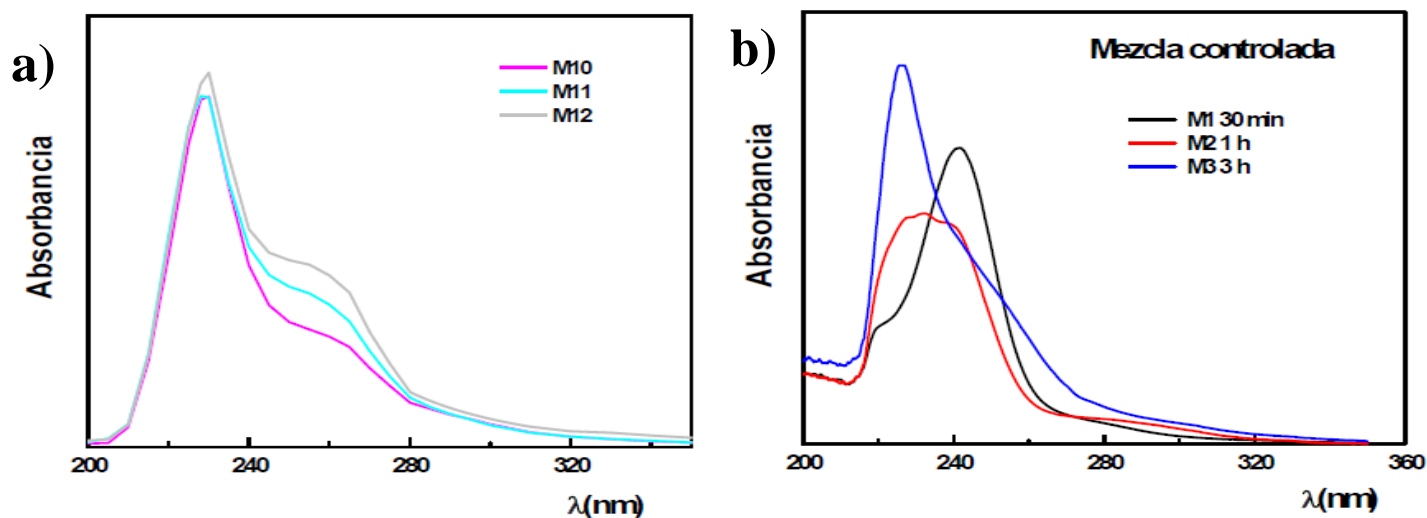 a)
M10
M11
M12
Absorbancia
200 240 280 320
λ(nm)
b)
Mezcla controlada
M1 30 min
M2 1 h
M3 3 h
Absorbancia
200 240 280 320 360
λ(nm)